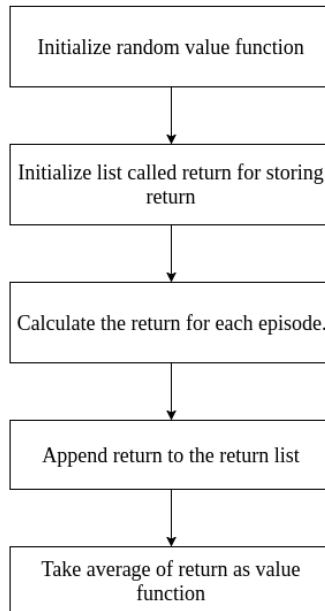 Initialize random value function
Initialize list called return for storing
return
Calculate the return for each episode.
Append return to the return list
Take average of return as value
function